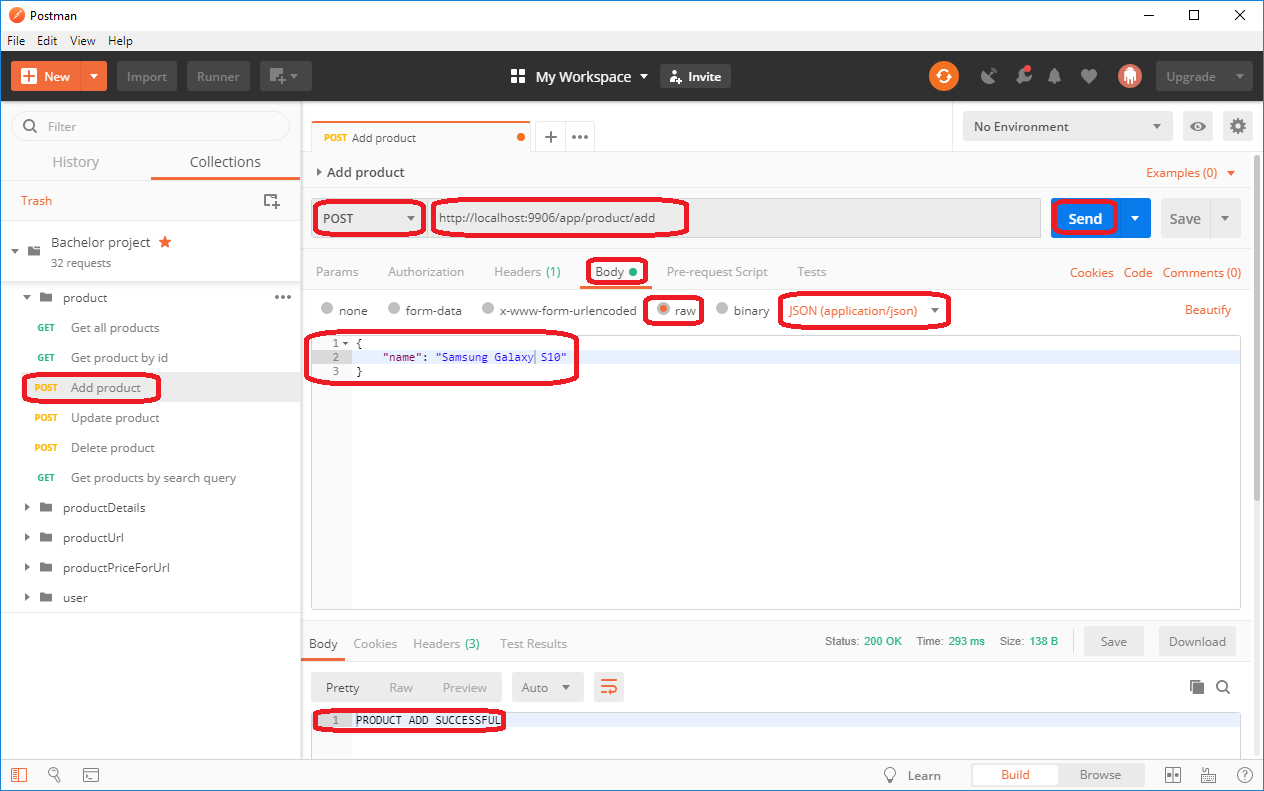 Postman
File Edit View Help
New Import Runner My Workspace Invite Upgrade
Filter
History Collections
Trash
Bachelor project
32 requests
product
GET Get all products
GET Get product by id
POST Add product
POST Update product
POST Delete product
GET Get products by search query
productDetails
productUrl
productPriceForUrl
user
POST Add product
No Environment
Add product
Examples (0)
POST http://localhost:9906/app/product/add Send Save
Params Authorization Headers (1) Body Pre-request Script Tests Cookies Code Comments (0)
none form-data x-www-form-urlencoded raw binary JSON (application/json) Beautify
1 {
2 "name": "Samsung Galaxy S10"
3 }
Body Cookies Headers (3) Test Results Status: 200 OK Time: 293 ms Size: 138 B Save Download
Pretty Raw Preview Auto
1 PRODUCT ADD SUCCESSFUL
Learn Build Browse